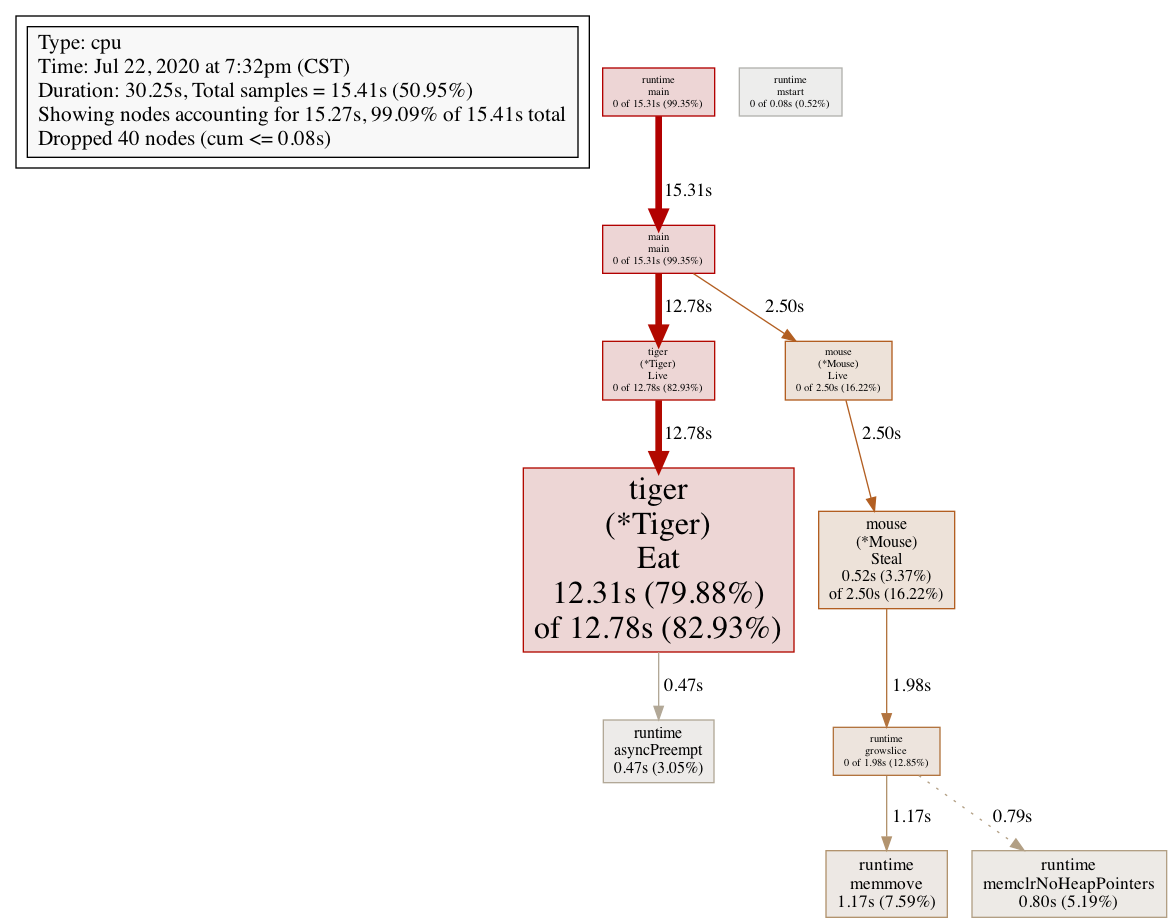 Type: cpu
Time: Jul 22, 2020 at 7:32pm (CST)
Duration: 30.25s, Total samples = 15.41s (50.95%)
Showing nodes accounting for 15.27s, 99.09% of 15.41s total
Dropped 40 nodes (cum <= 0.08s)
runtime
main
0 of 15.31s (99.35%)
runtime
mstart
0 of 0.08s (0.52%)
15.31s
main
main
0 of 15.31s (99.35%)
12.78s
2.50s
tiger
(*Tiger)
Live
0 of 12.78s (82.93%)
mouse
(*Mouse)
Live
0 of 2.50s (16.22%)
12.78s
2.50s
tiger
(*Tiger)
Eat
12.31s (79.88%)
of 12.78s (82.93%)
mouse
(*Mouse)
Steal
0.52s (3.37%)
of 2.50s (16.22%)
0.47s
1.98s
runtime
asyncPreempt
0.47s (3.05%)
runtime
growslice
0 of 1.98s (12.85%)
1.17s
0.79s
runtime
memmove
1.17s (7.59%)
runtime
memclrNoHeapPointers
0.80s (5.19%)